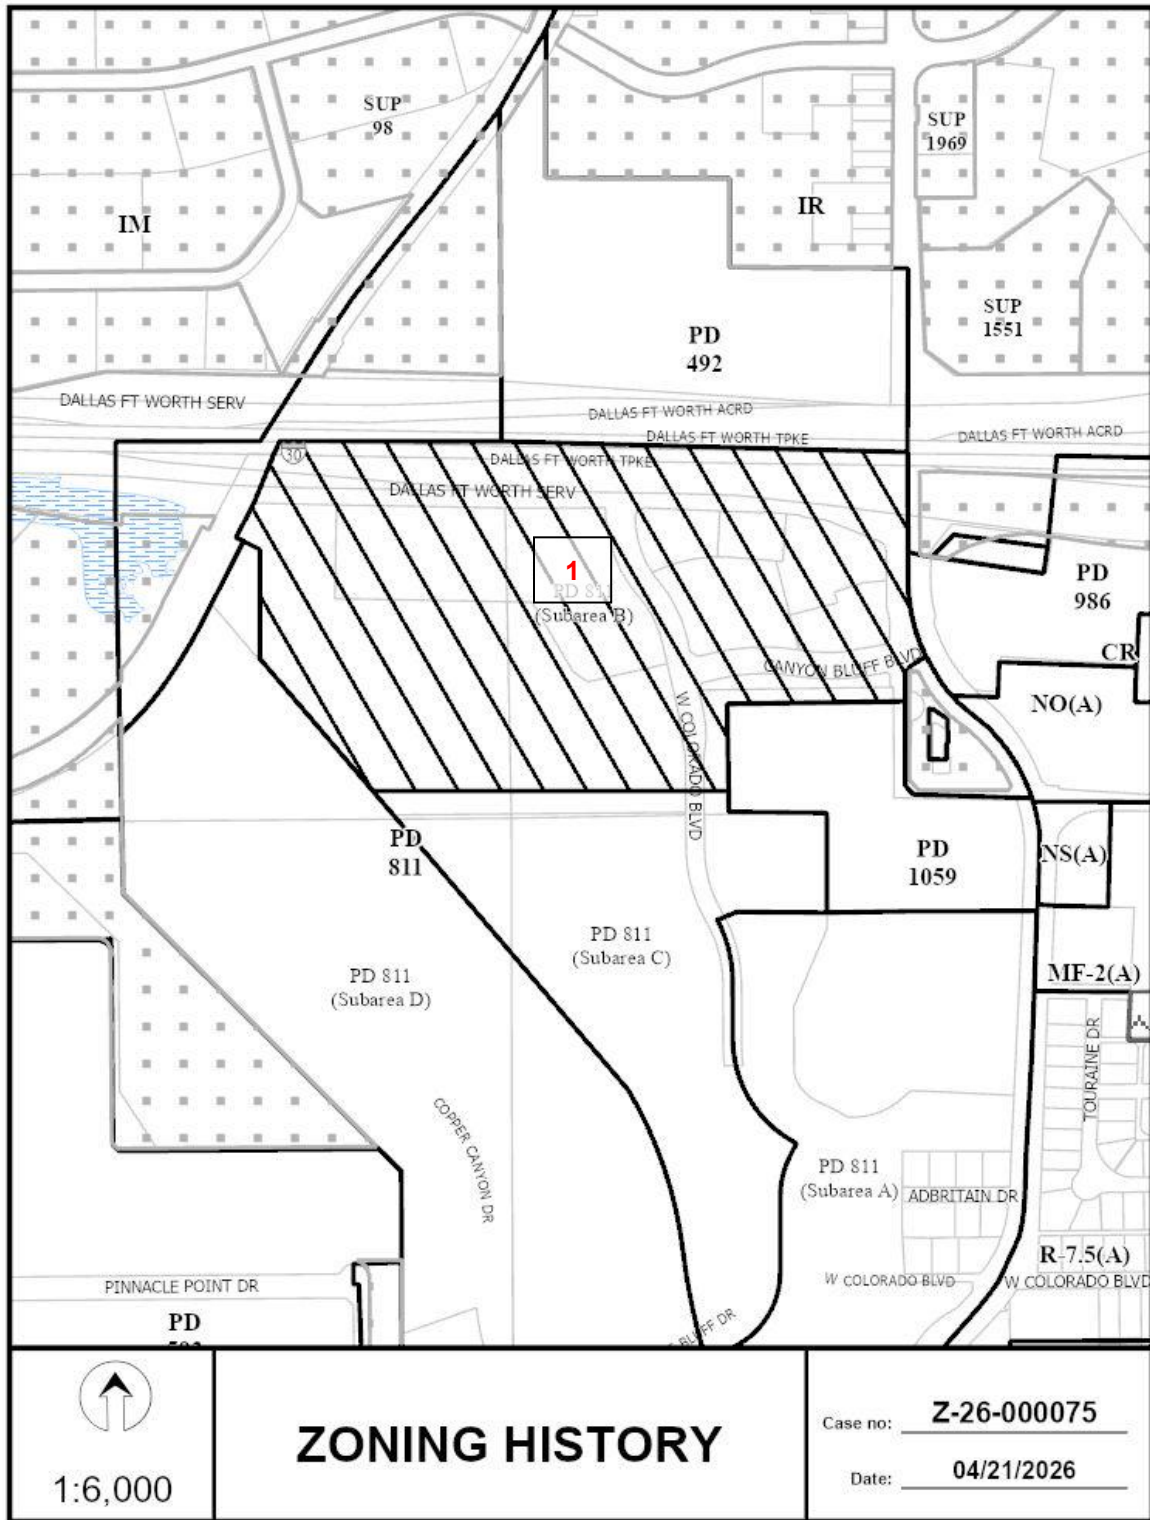 SUP
98
SUP
1969
IM
IR
SUP
1551
PD
492
DALLAS FT WORTH SERV
DALLAS FT WORTH ACRD
DALLAS FT WORTH TPKE
DALLAS FT WORTH ACRD
30
DALLAS FT WORTH TPKE
DALLAS FT WORTH SERV
1
PD 811
(Subarea B)
PD
986
CR
CANYON BLUFF BLVD
NO(A)
W COLORADO BLVD
PD
811
PD
1059
NS(A)
PD 811
(Subarea C)
PD 811
(Subarea D)
MF-2(A)
TOURAINE DR
COPPER CANYON DR
PD 811
(Subarea A)
ADBRITAIN DR
R-7.5(A)
W COLORADO BLVD
W COLORADO BLVD
PINNACLE POINT DR
BLUFF DR
PD
1:6,000
ZONING HISTORY
Case no: Z-26-000075
Date: 04/21/2026